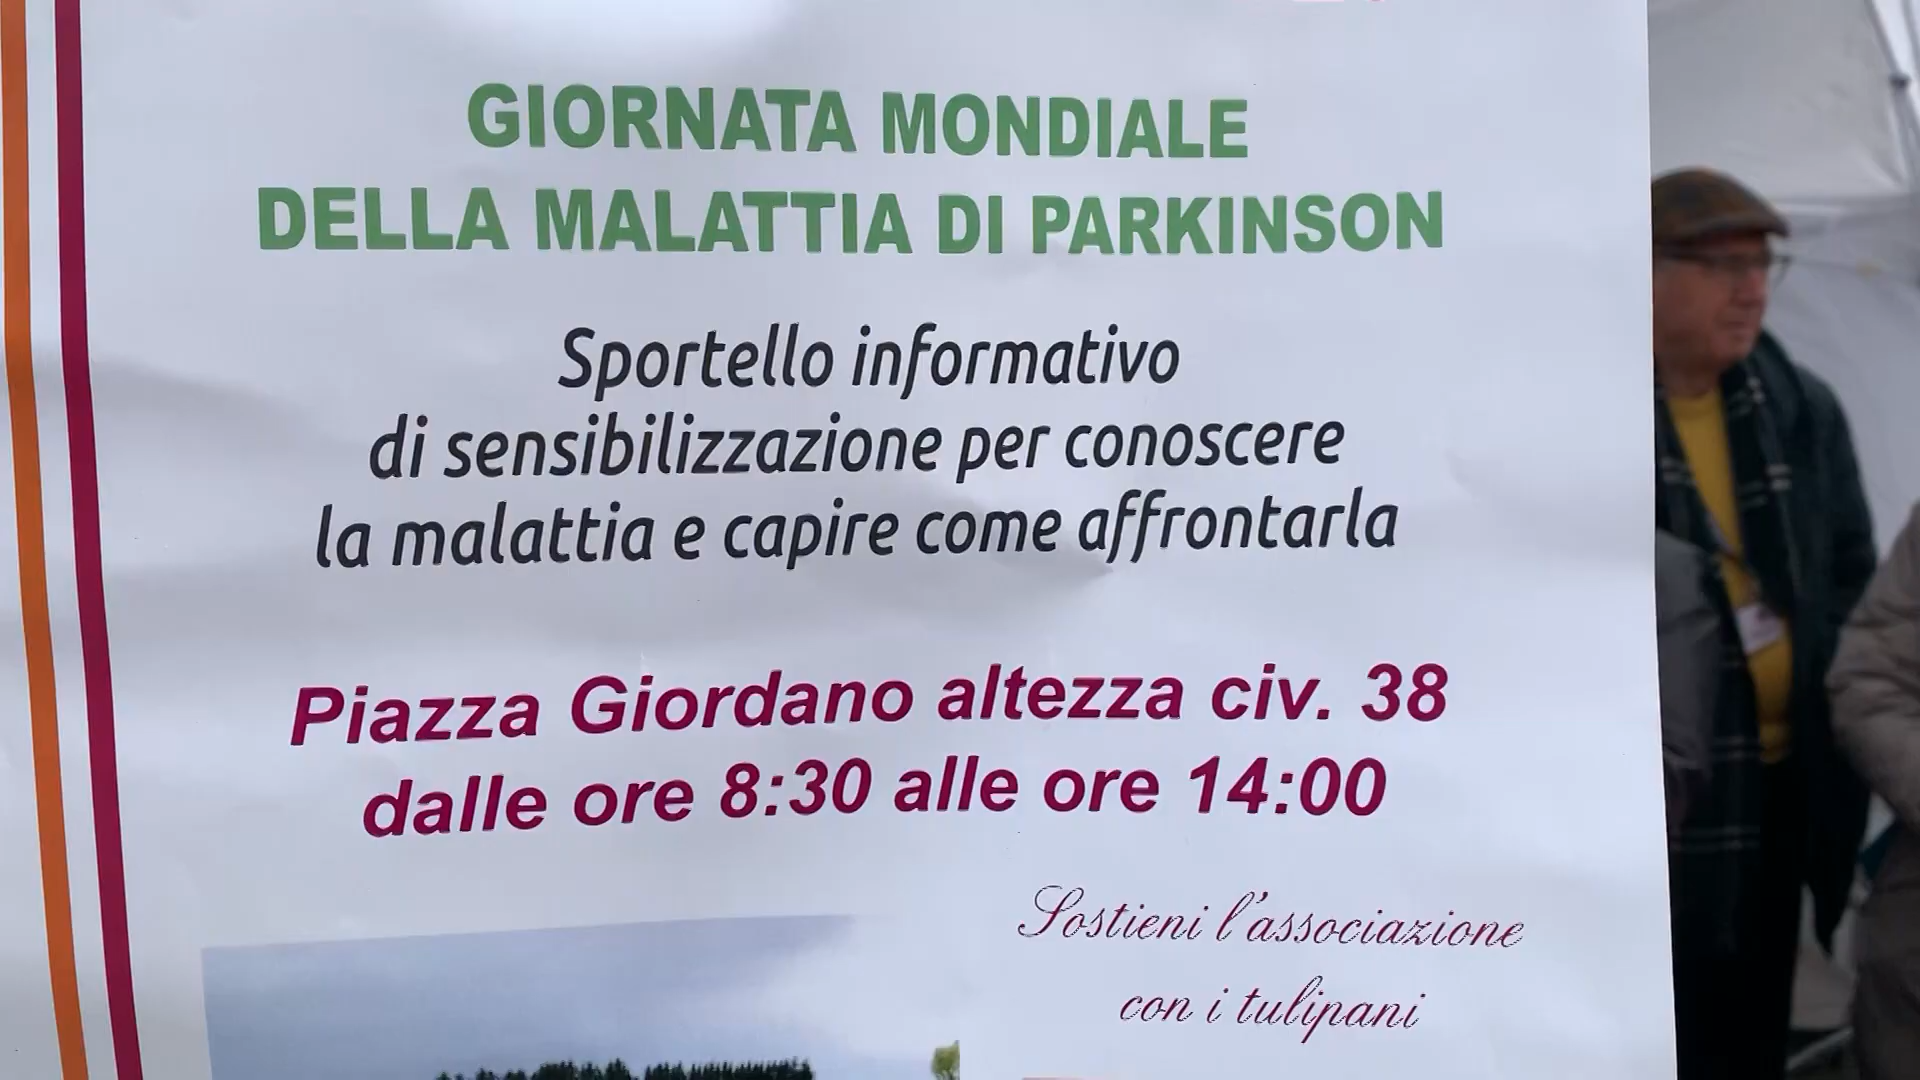 GIORNATA MONDIALE
DELLA MALATTIA DI PARKINSON
Sportello informativo
di sensibilizzazione per conoscere
la malattia e capire come affrontarla
Piazza Giordano altezza civ. 38
dalle ore 8:30 alle ore 14:00
Sostieni l'associazione
con i tulipani